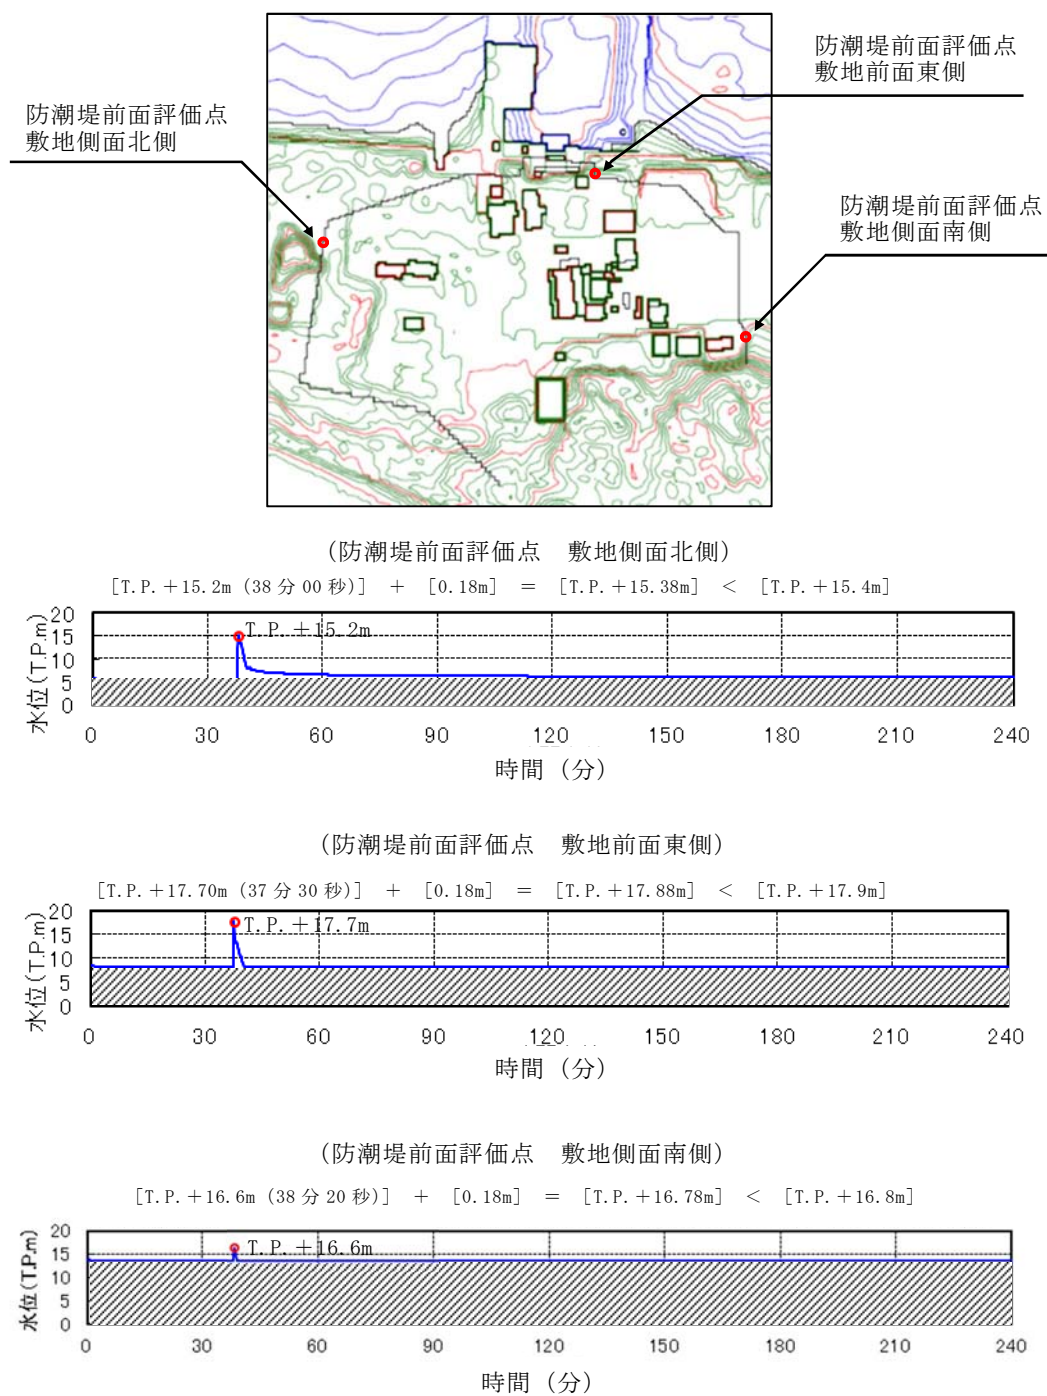 防潮堤前面評価点
敷地前面東側
防潮堤前面評価点
敷地側面北側
防潮堤前面評価点
敷地側面南側
(防潮堤前面評価点　敷地側面北側)
[T.P.+15.2m (38分00秒)] + [0.18m] = [T.P.+15.38m] < [T.P.+15.4m]
水位(T.P.m)
20
15
10
5
0
T.P.+15.2m
0 30 60 90 120 150 180 210 240
時間 (分)
(防潮堤前面評価点　敷地前面東側)
[T.P.+17.70m (37分30秒)] + [0.18m] = [T.P.+17.88m] < [T.P.+17.9m]
水位(T.P.m)
20
15
10
5
0
T.P.+17.7m
0 30 60 90 120 150 180 210 240
時間 (分)
(防潮堤前面評価点　敷地側面南側)
[T.P.+16.6m (38分20秒)] + [0.18m] = [T.P.+16.78m] < [T.P.+16.8m]
水位(T.P.m)
20
15
10
5
0
T.P.+16.6m
0 30 60 90 120 150 180 210 240
時間 (分)